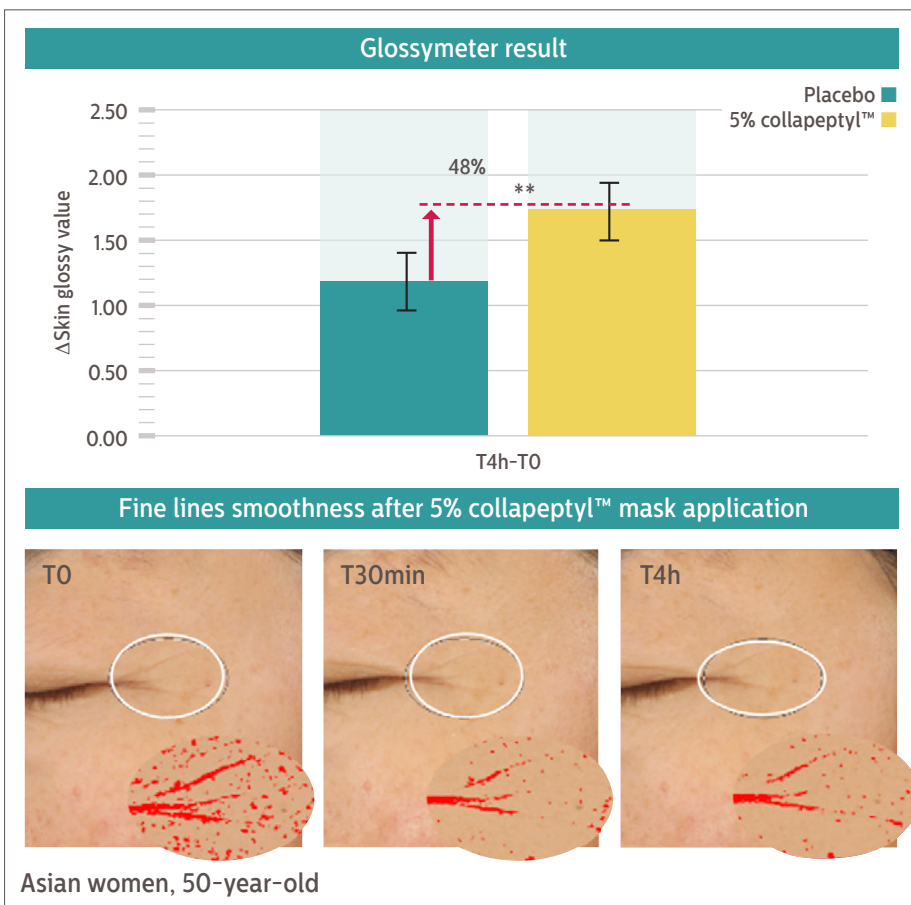 Glossymeter result
Placebo
5% collapeptyl™
ΔSkin glossy value
2.50
2.00
1.50
1.00
0.50
0.00
48%
**
T4h-T0
Fine lines smoothness after 5% collapeptyl™ mask application
T0
T30min
T4h
Asian women, 50-year-old